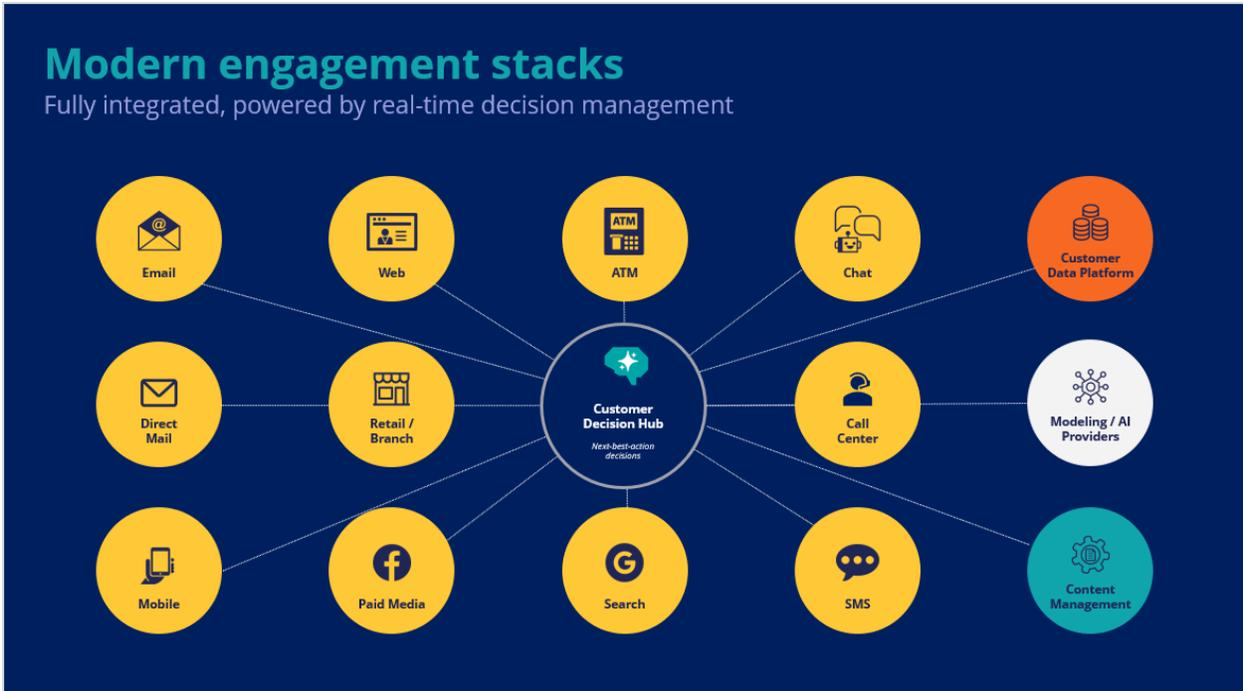 Modern engagement stacks
Fully integrated, powered by real-time decision management
@
Email
Web
ATM
ATM
Chat
Customer
Data Platform
Direct
Mail
Retail /
Branch
Customer
Decision Hub
Next-best-action
decisions
Call
Center
Modeling / AI
Providers
Mobile
f
Paid Media
G
Search
SMS
Content
Management